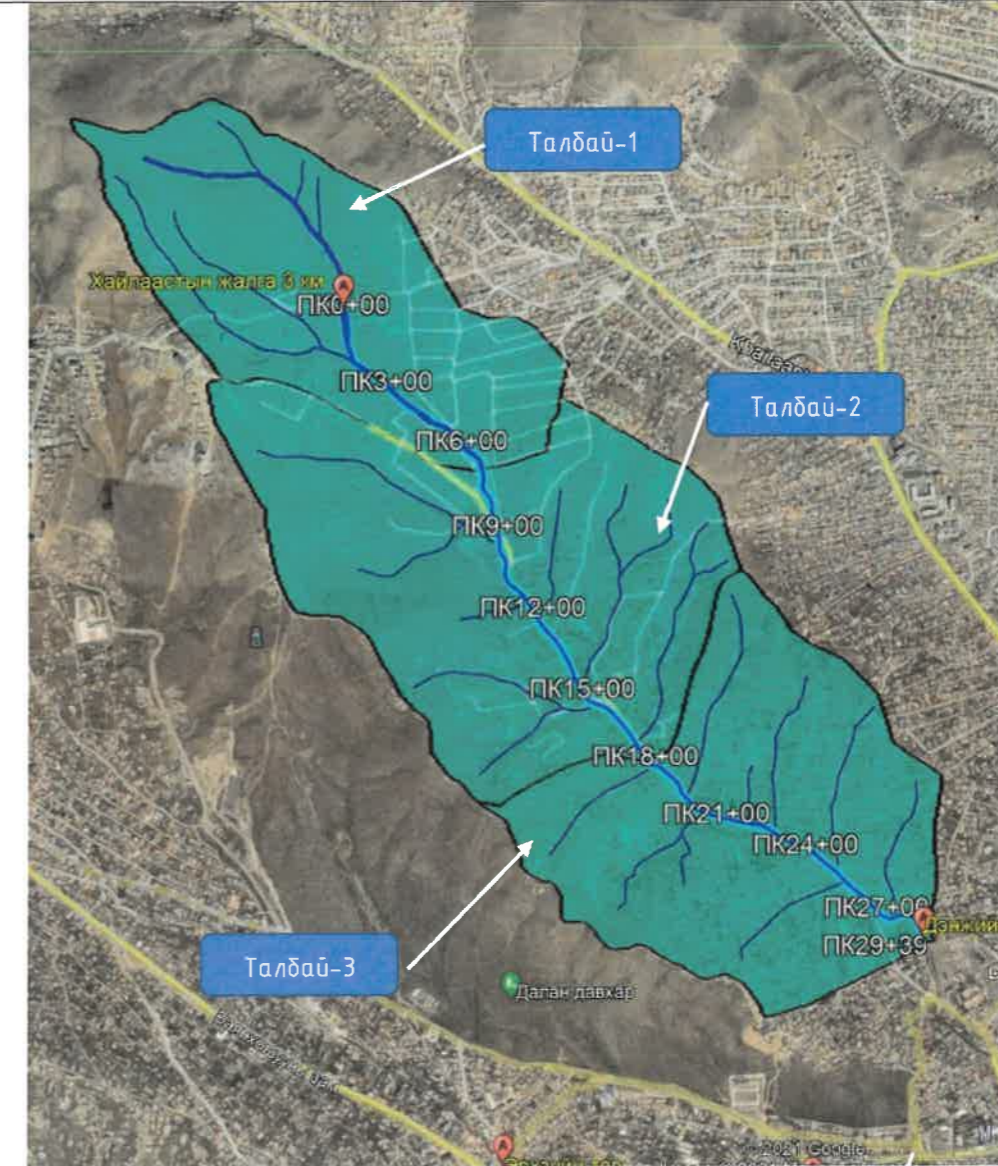 Талбай-1
Хайлаастын жалга 3 км
ПК0+00
ПК3+00
Талбай-2
ПК6+00
ПК9+00
ПК12+00
ПК15+00
ПК18+00
ПК21+00
ПК24+00
ПК27+00
Дэнжийн
ПК29+39
Талбай-3
Далан давхар
2021 Google